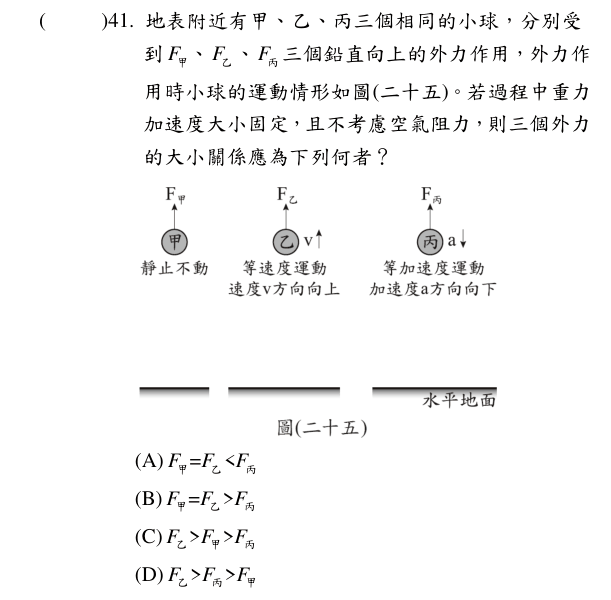 (　　)41. 地表附近有甲、乙、丙三個相同的小球，分別受
到 F甲、F乙、F丙 三個鉛直向上的外力作用，外力作
用時小球的運動情形如圖(二十五)。若過程中重力
加速度大小固定，且不考慮空氣阻力，則三個外力
的大小關係應為下列何者？
F甲 F乙 F丙
甲 乙 v 丙 a
靜止不動 等速度運動 等加速度運動
速度v方向向上 加速度a方向向下
水平地面
圖(二十五)
(A) F甲=F乙<F丙
(B) F甲=F乙>F丙
(C) F乙>F甲>F丙
(D) F乙>F丙>F甲